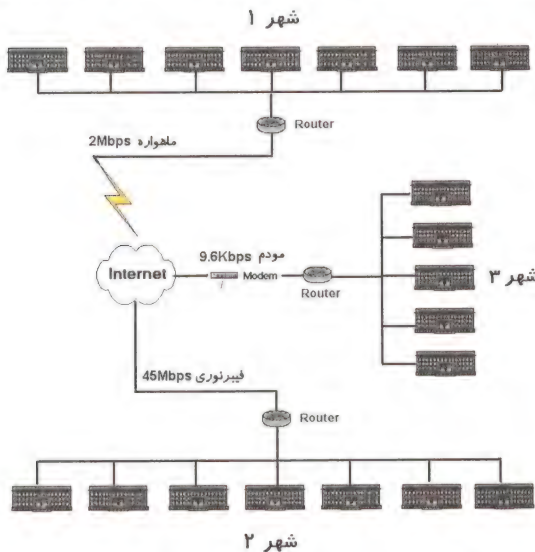 شهر ۱
Router
ماهواره 2Mbps
مودم 9.6Kbps
Internet
Modem
Router
شهر ۳
فیبرنوری 45Mbps
Router
شهر ۲